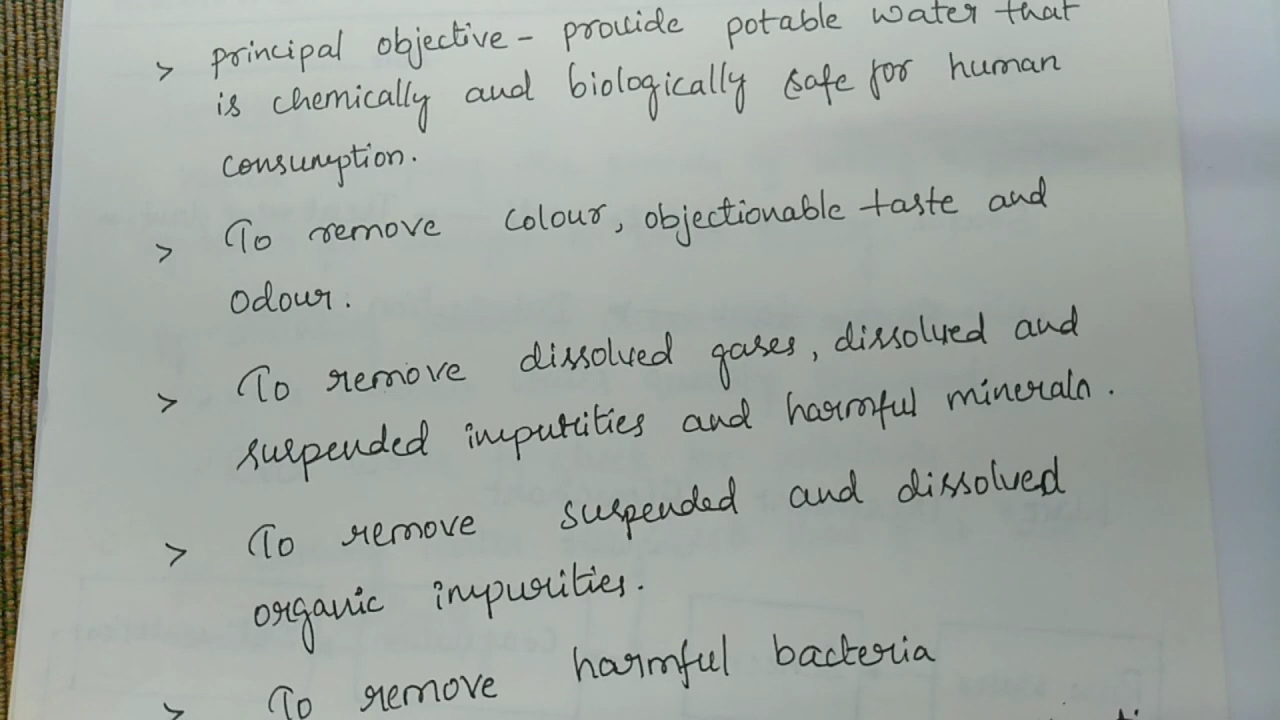 > principal objective - provide potable water that
is chemically and biologically safe for human
consumption.
> To remove colour, objectionable taste and
odour.
> To remove dissolved gases, dissolved and
suspended impurities and harmful minerals.
> To remove suspended and dissolved
organic impurities.
> To remove harmful bacteria